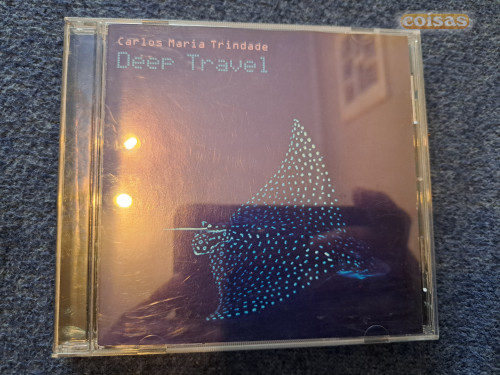 coisas
Carlos Maria Trindade
Deep Travel